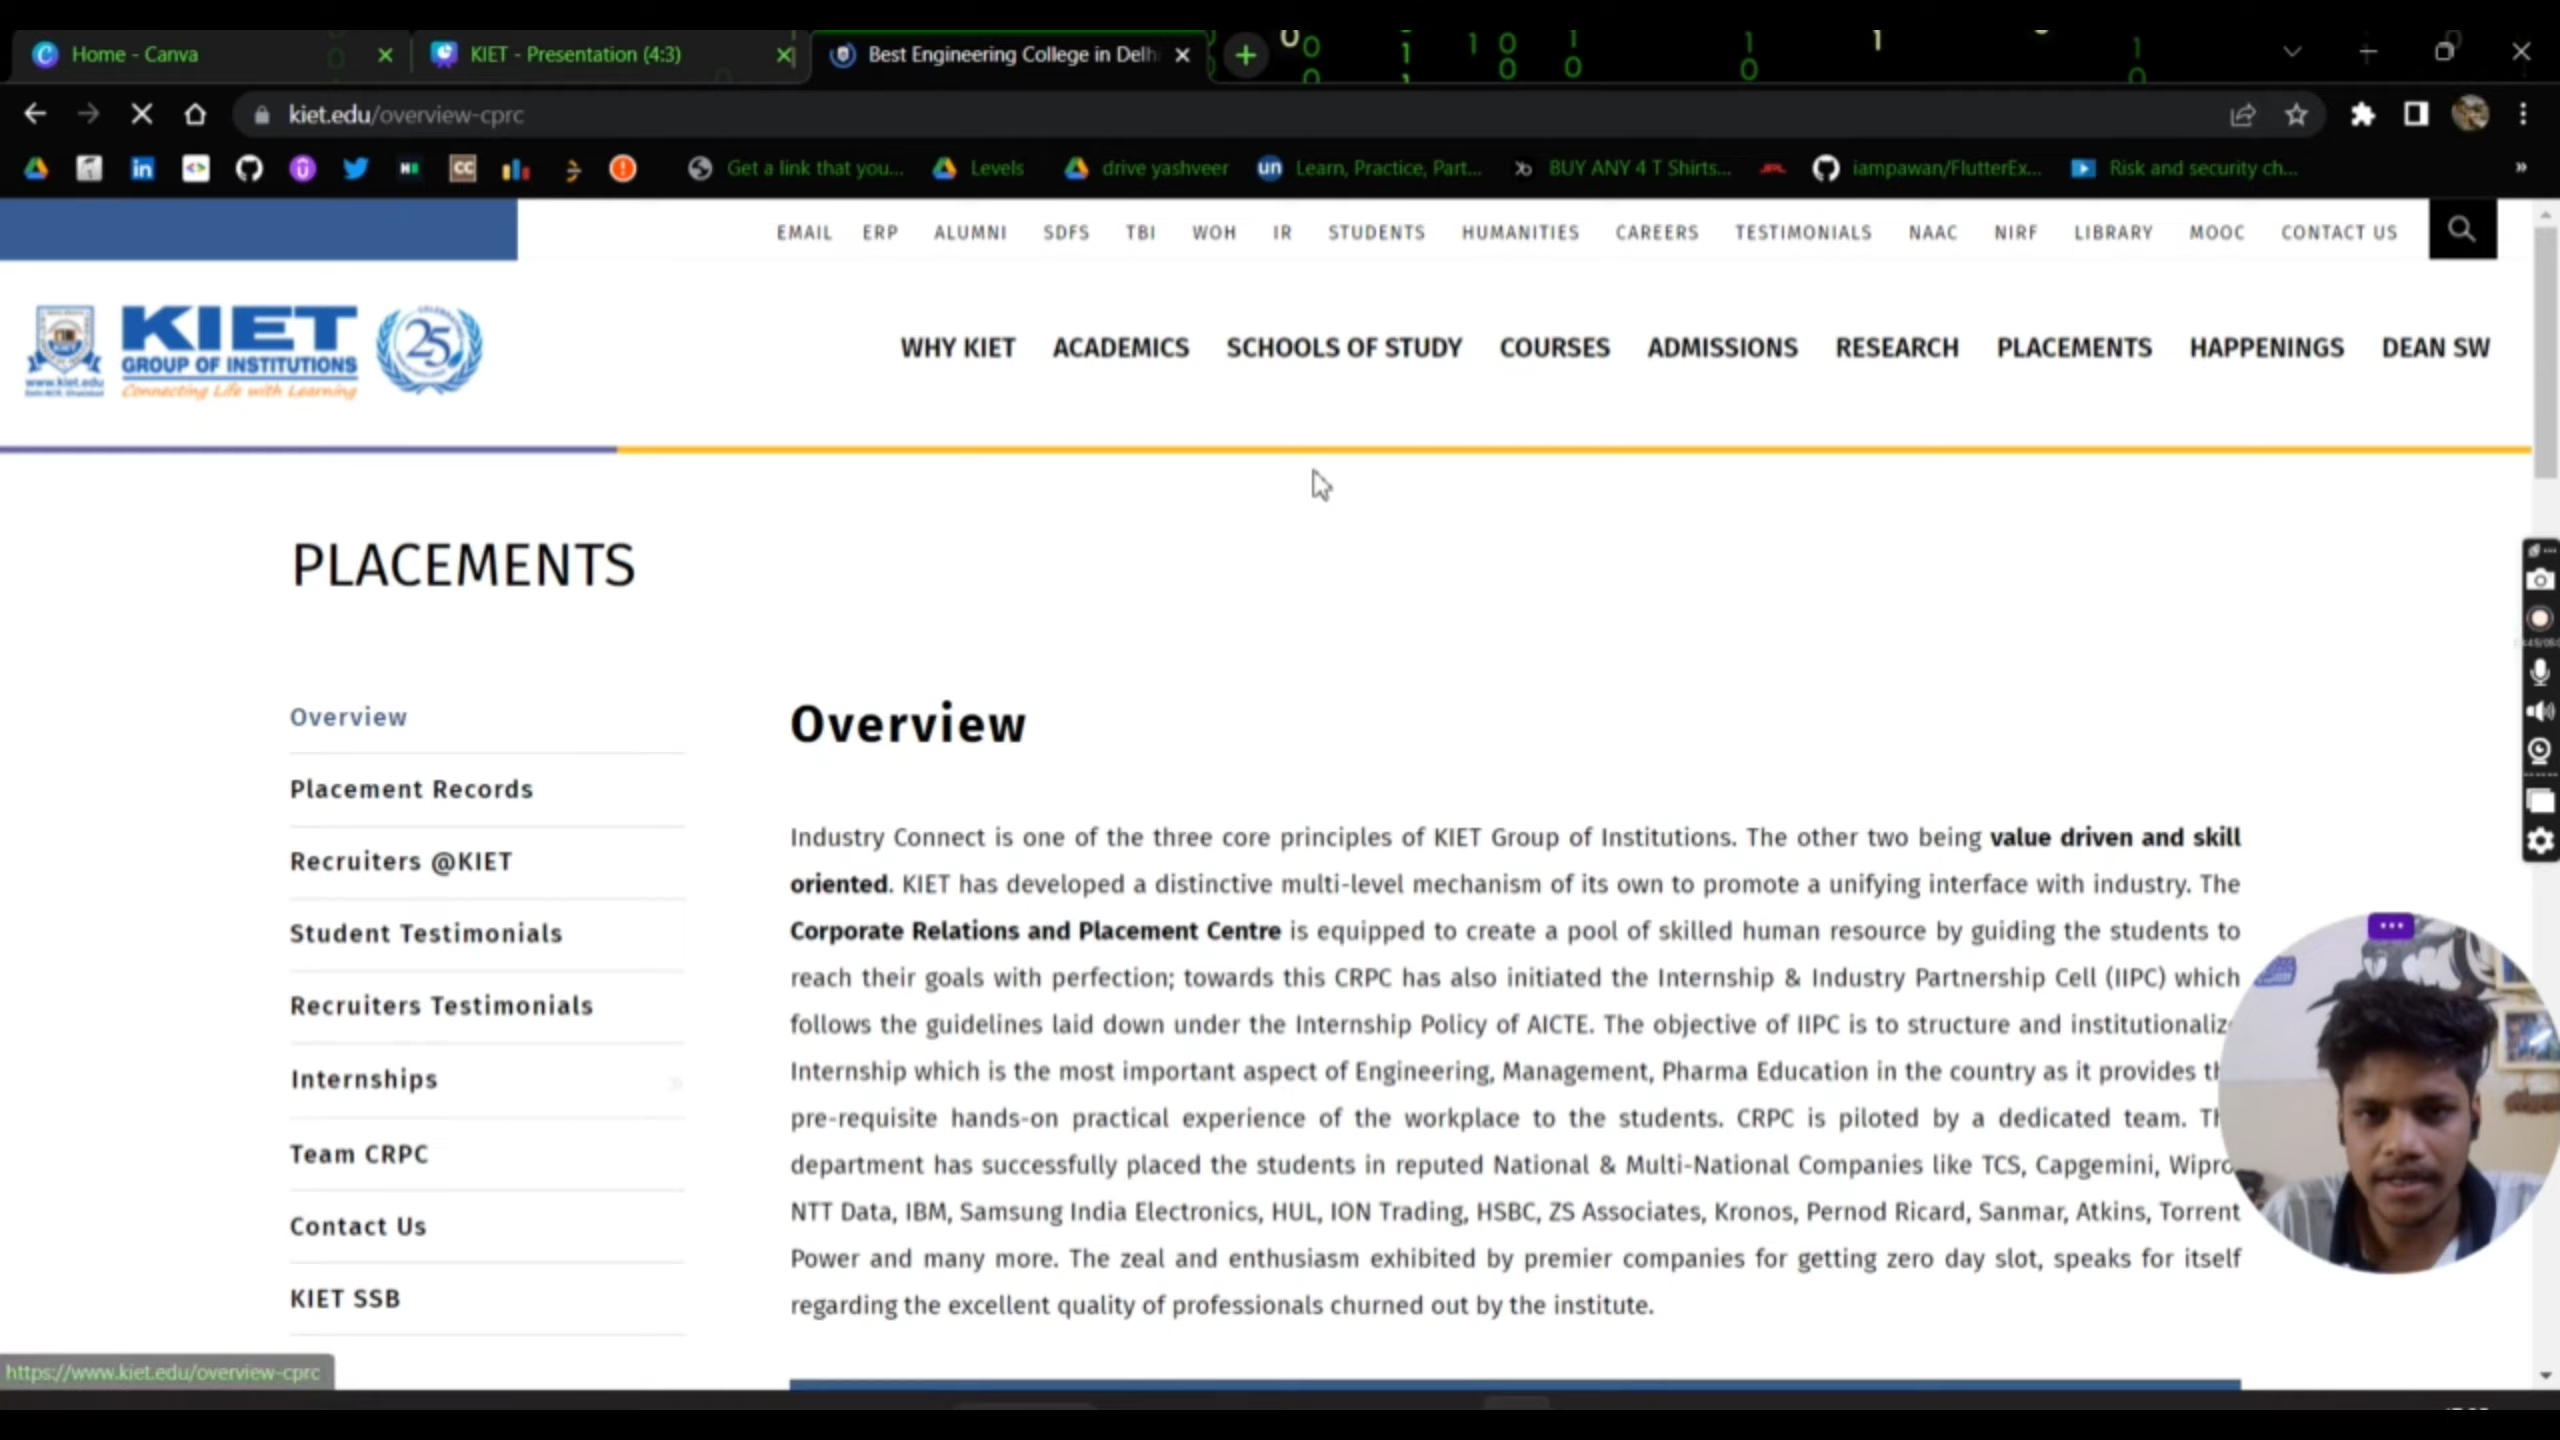 Home - Canva
KIET - Presentation (4:3)
Best Engineering College in Delh
kiet.edu/overview-cprc
Get a link that you...
Levels
drive yashveer
un
Learn, Practice, Part...
BUY ANY 4 T Shirts...
iampawan/FlutterEx...
Risk and security ch...
EMAIL ERP ALUMNI SDFS TBI WOH IR STUDENTS HUMANITIES CAREERS TESTIMONIALS NAAC NIRF LIBRARY MOOC CONTACT US
KIET
GROUP OF INSTITUTIONS
Connecting Life with Learning
www.kiet.edu
25
WHY KIET ACADEMICS SCHOOLS OF STUDY COURSES ADMISSIONS RESEARCH PLACEMENTS HAPPENINGS DEAN SW
PLACEMENTS
Overview
Placement Records
Recruiters @KIET
Student Testimonials
Recruiters Testimonials
Internships
Team CRPC
Contact Us
KIET SSB
Overview
Industry Connect is one of the three core principles of KIET Group of Institutions. The other two being value driven and skill
oriented. KIET has developed a distinctive multi-level mechanism of its own to promote a unifying interface with industry. The
Corporate Relations and Placement Centre is equipped to create a pool of skilled human resource by guiding the students to
reach their goals with perfection; towards this CRPC has also initiated the Internship & Industry Partnership Cell (IIPC) which
follows the guidelines laid down under the Internship Policy of AICTE. The objective of IIPC is to structure and institutionaliz
Internship which is the most important aspect of Engineering, Management, Pharma Education in the country as it provides th
pre-requisite hands-on practical experience of the workplace to the students. CRPC is piloted by a dedicated team. Th
department has successfully placed the students in reputed National & Multi-National Companies like TCS, Capgemini, Wipro,
NTT Data, IBM, Samsung India Electronics, HUL, ION Trading, HSBC, ZS Associates, Kronos, Pernod Ricard, Sanmar, Atkins, Torrent
Power and many more. The zeal and enthusiasm exhibited by premier companies for getting zero day slot, speaks for itself
regarding the excellent quality of professionals churned out by the institute.
https://www.kiet.edu/overview-cprc